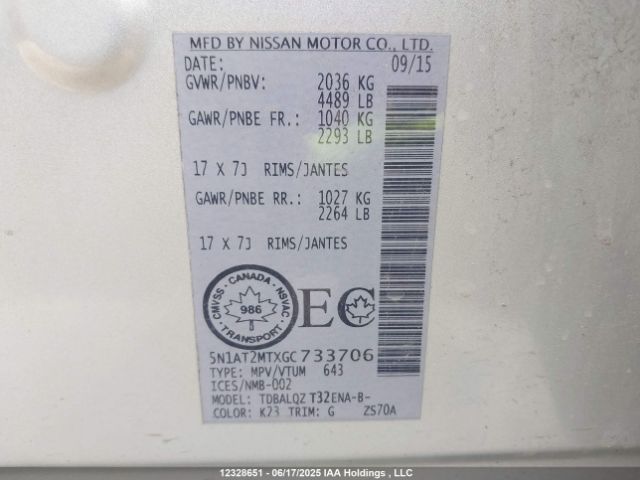 MFD BY NISSAN MOTOR CO., LTD.
DATE: 09/15
GVWR/PNBV: 2036 KG
4489 LB
GAWR/PNBE FR.: 1040 KG
2293 LB
17 X 7J RIMS/JANTES
GAWR/PNBE RR.: 1027 KG
2264 LB
17 X 7J RIMS/JANTES
CANADA
CMVSS
NSVAC
986
TRANSPORT
EC
5N1AT2MTXGC733706
TYPE: MPV/VTUM 643
ICES/NMB-002
MODEL: TDBALQZ T32ENA-B-
COLOR: K23 TRIM: G ZS70A
12328651 - 06/17/2025 IAA Holdings , LLC